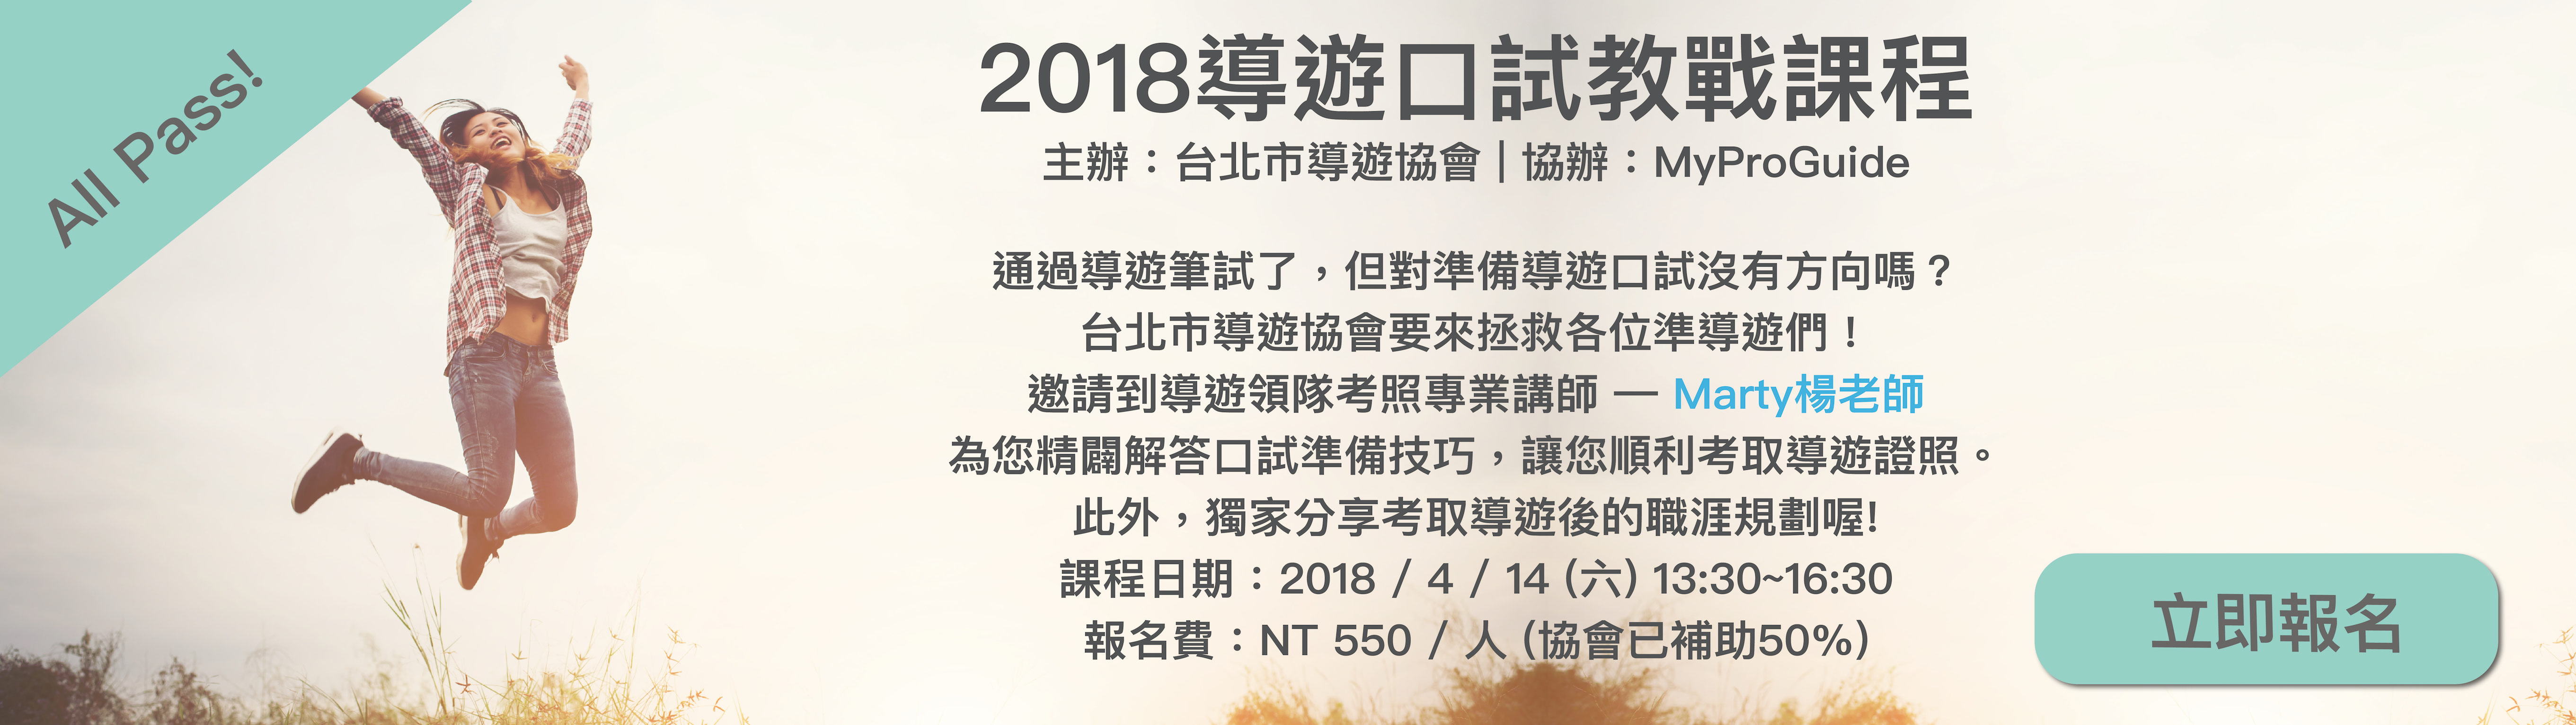 All Pass!
2018導遊口試教戰課程
主辦：台北市導遊協會 | 協辦：MyProGuide
通過導遊筆試了，但對準備導遊口試沒有方向嗎？
台北市導遊協會要來拯救各位準導遊們！
邀請到導遊領隊考照專業講師 — Marty楊老師
為您精闢解答口試準備技巧，讓您順利考取導遊證照。
此外，獨家分享考取導遊後的職涯規劃喔!
課程日期：2018 / 4 / 14 (六) 13:30~16:30
報名費：NT 550 / 人 (協會已補助50%)
立即報名